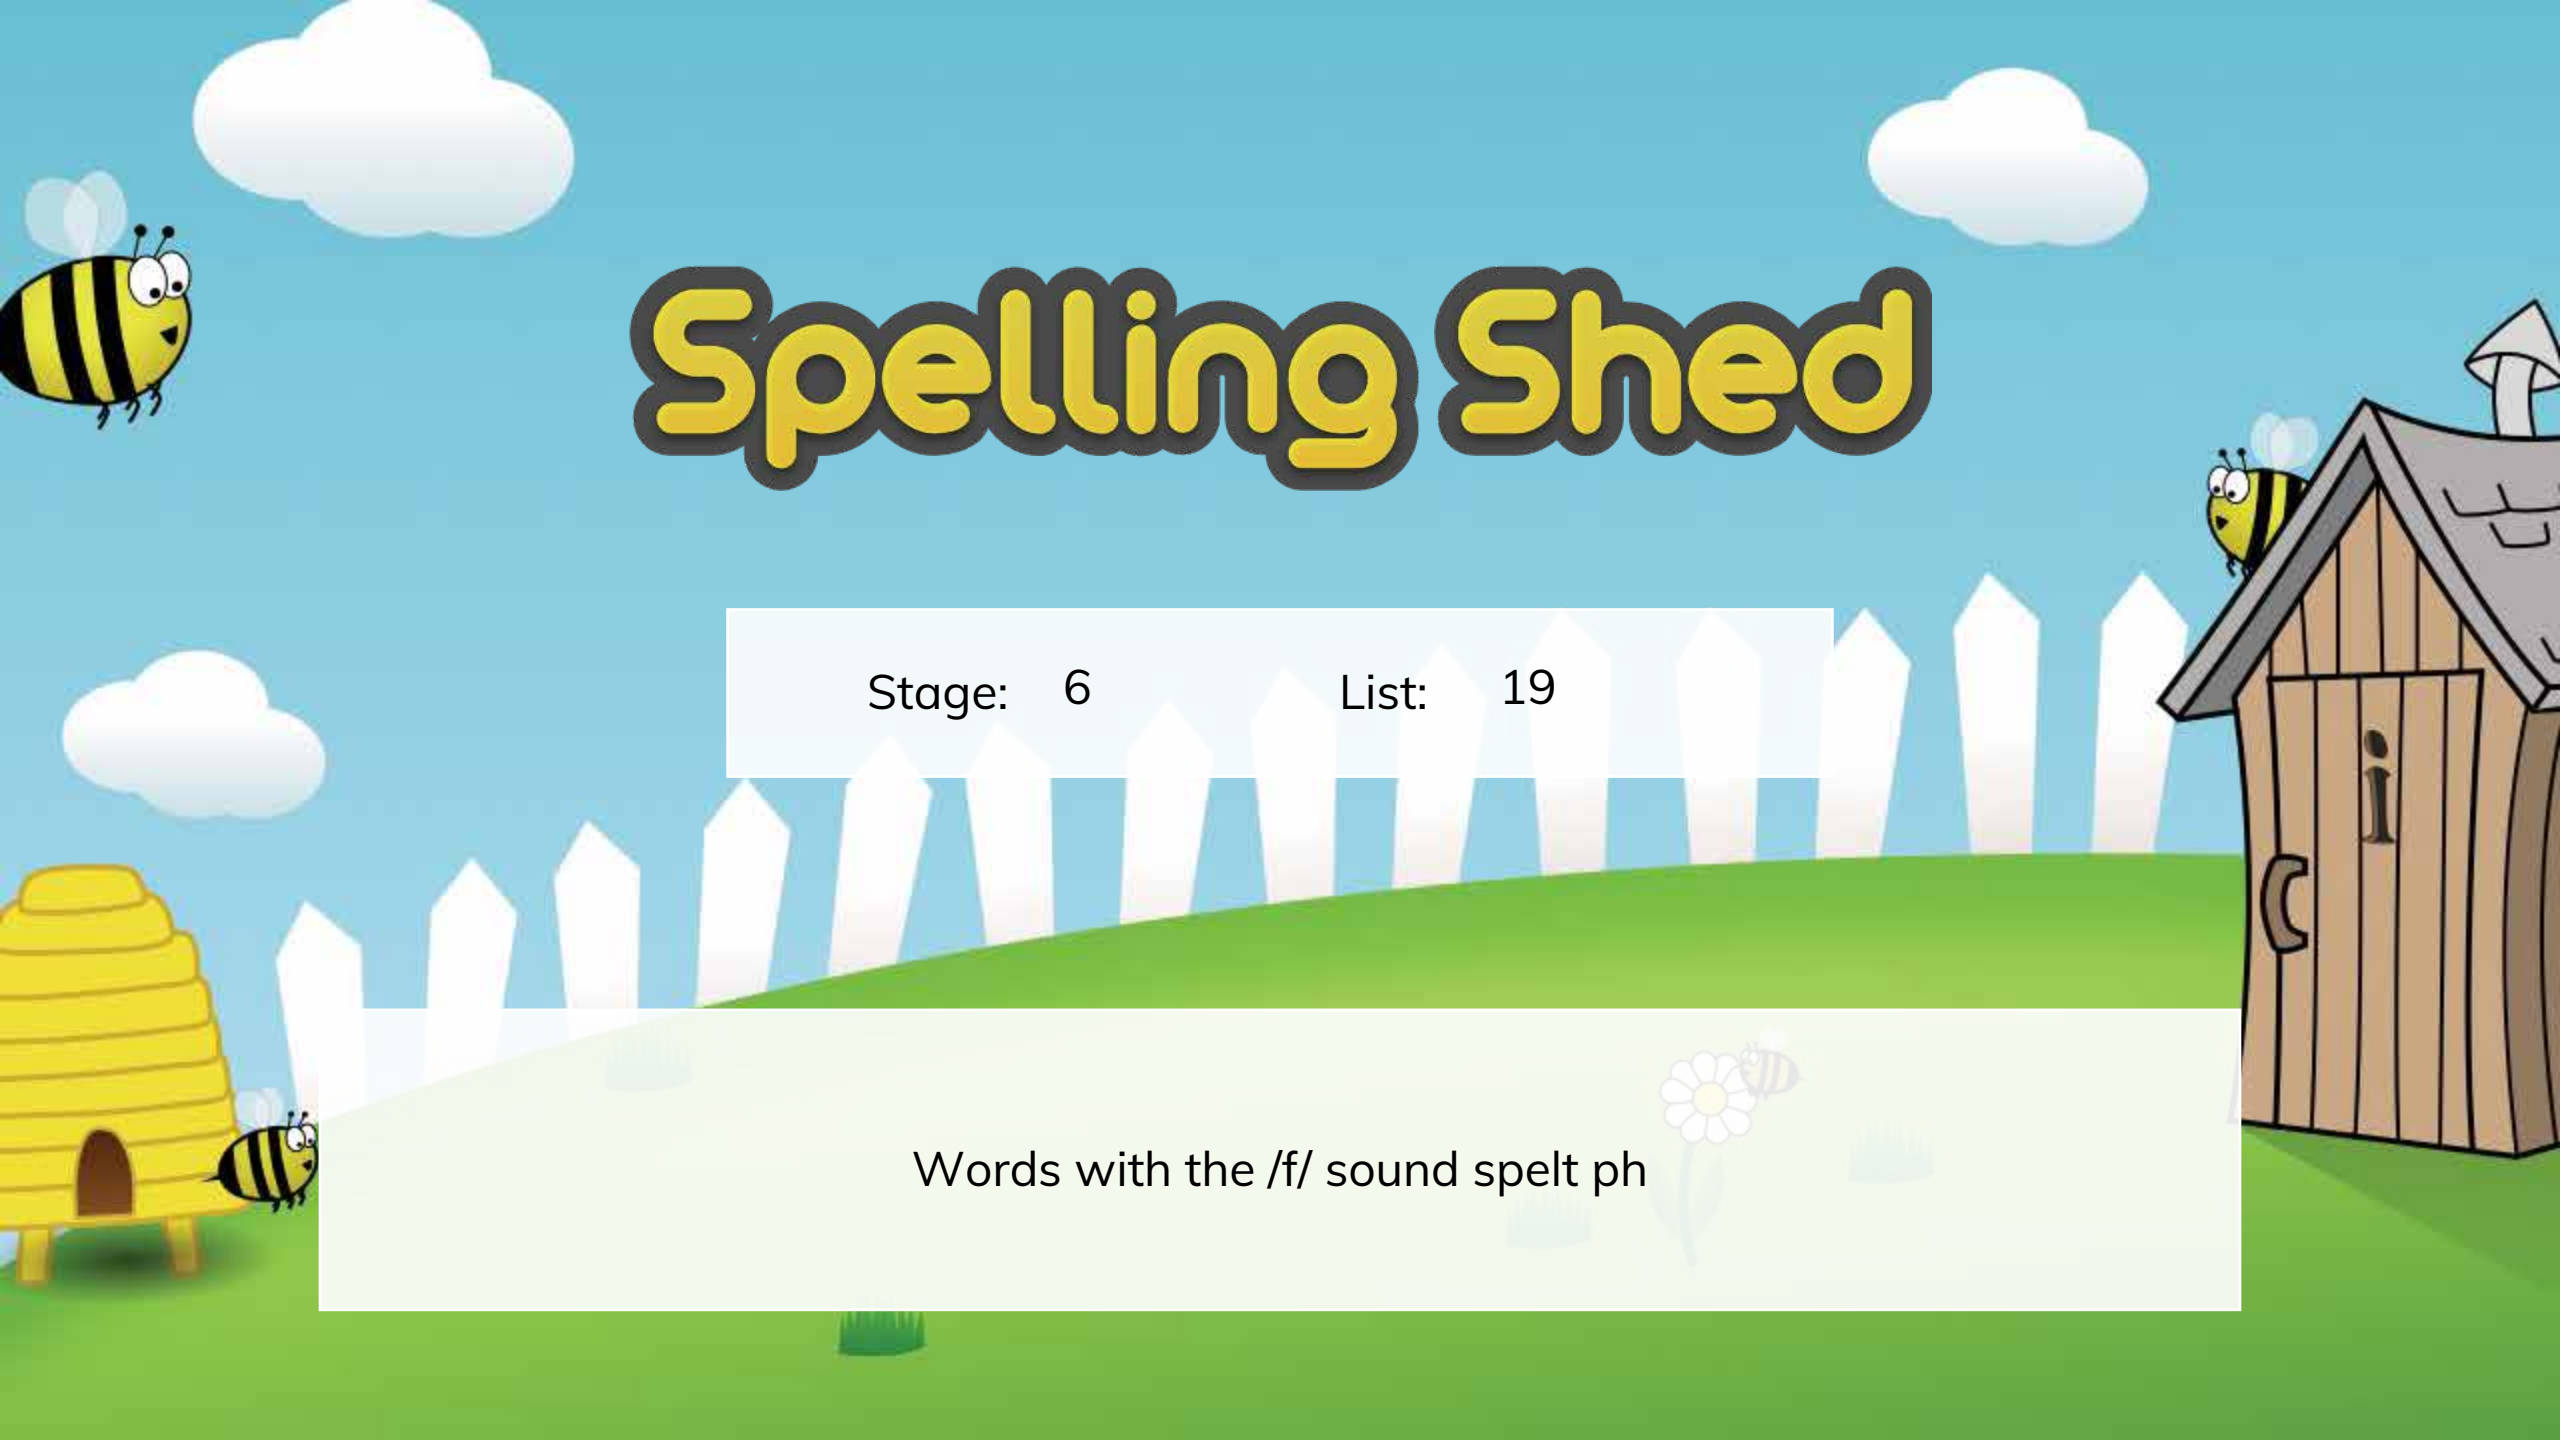 Spelling Shed
Stage: 6 List: 19
i
Words with the /f/ sound spelt ph